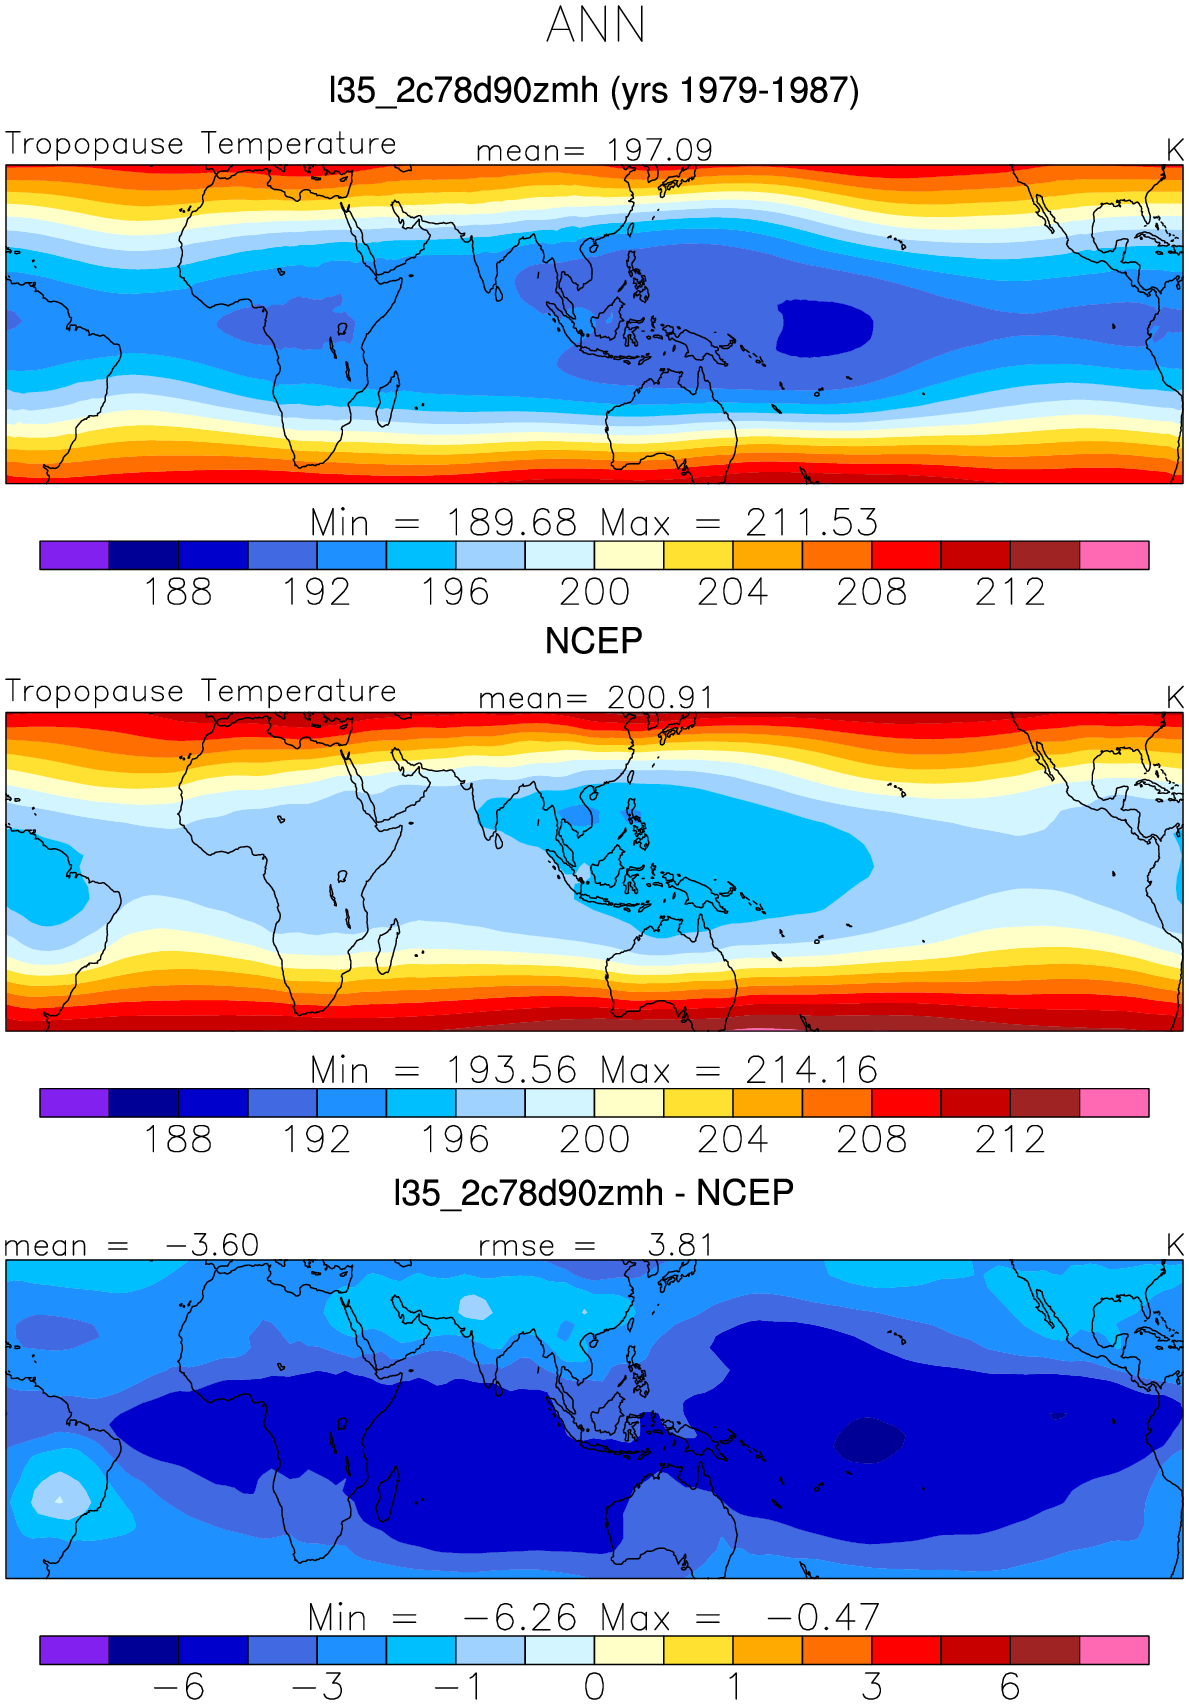 ANN
l35_2c78d90zmh (yrs 1979-1987)
Tropopause Temperature mean= 197.09 K
Min = 189.68 Max = 211.53
188 192 196 200 204 208 212
NCEP
Tropopause Temperature mean= 200.91 K
Min = 193.56 Max = 214.16
188 192 196 200 204 208 212
l35_2c78d90zmh - NCEP
mean = −3.60 rmse = 3.81 K
Min = −6.26 Max = −0.47
−6 −3 −1 0 1 3 6